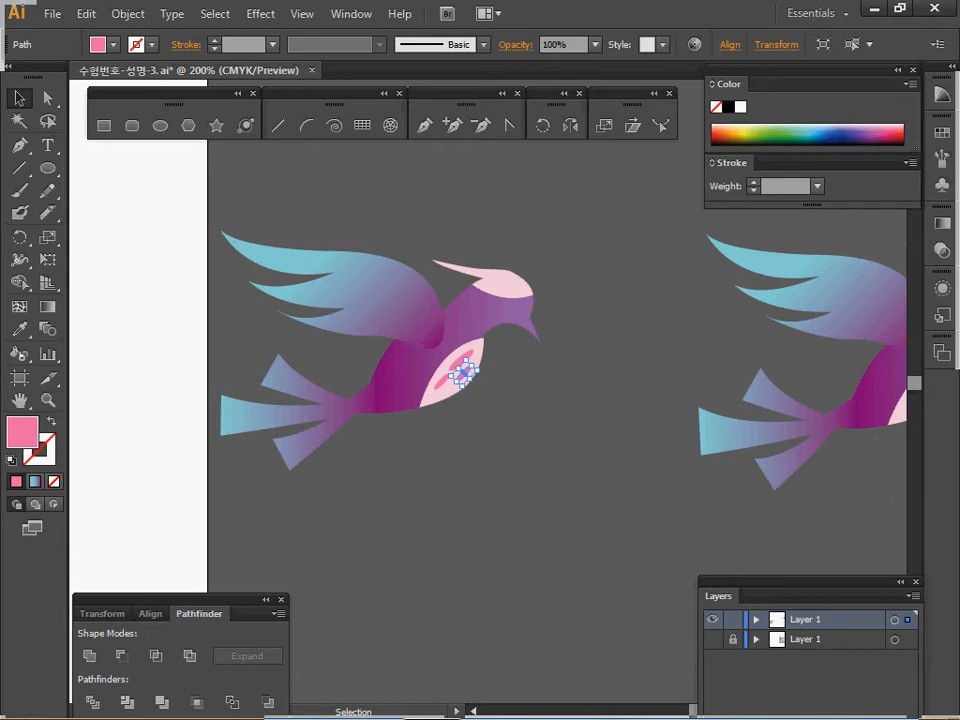 Ai File Edit Object Type Select Effect View Window Help Br Essentials
Path Stroke: Basic Opacity: 100% Style: Align Transform
수험번호-성명-3. ai* @ 200% (CMYK/Preview)
Color
Stroke
Weight:
Transform Align Pathfinder
Shape Modes:
Expand
Pathfinders:
Layers
Layer 1
Layer 1
Selection